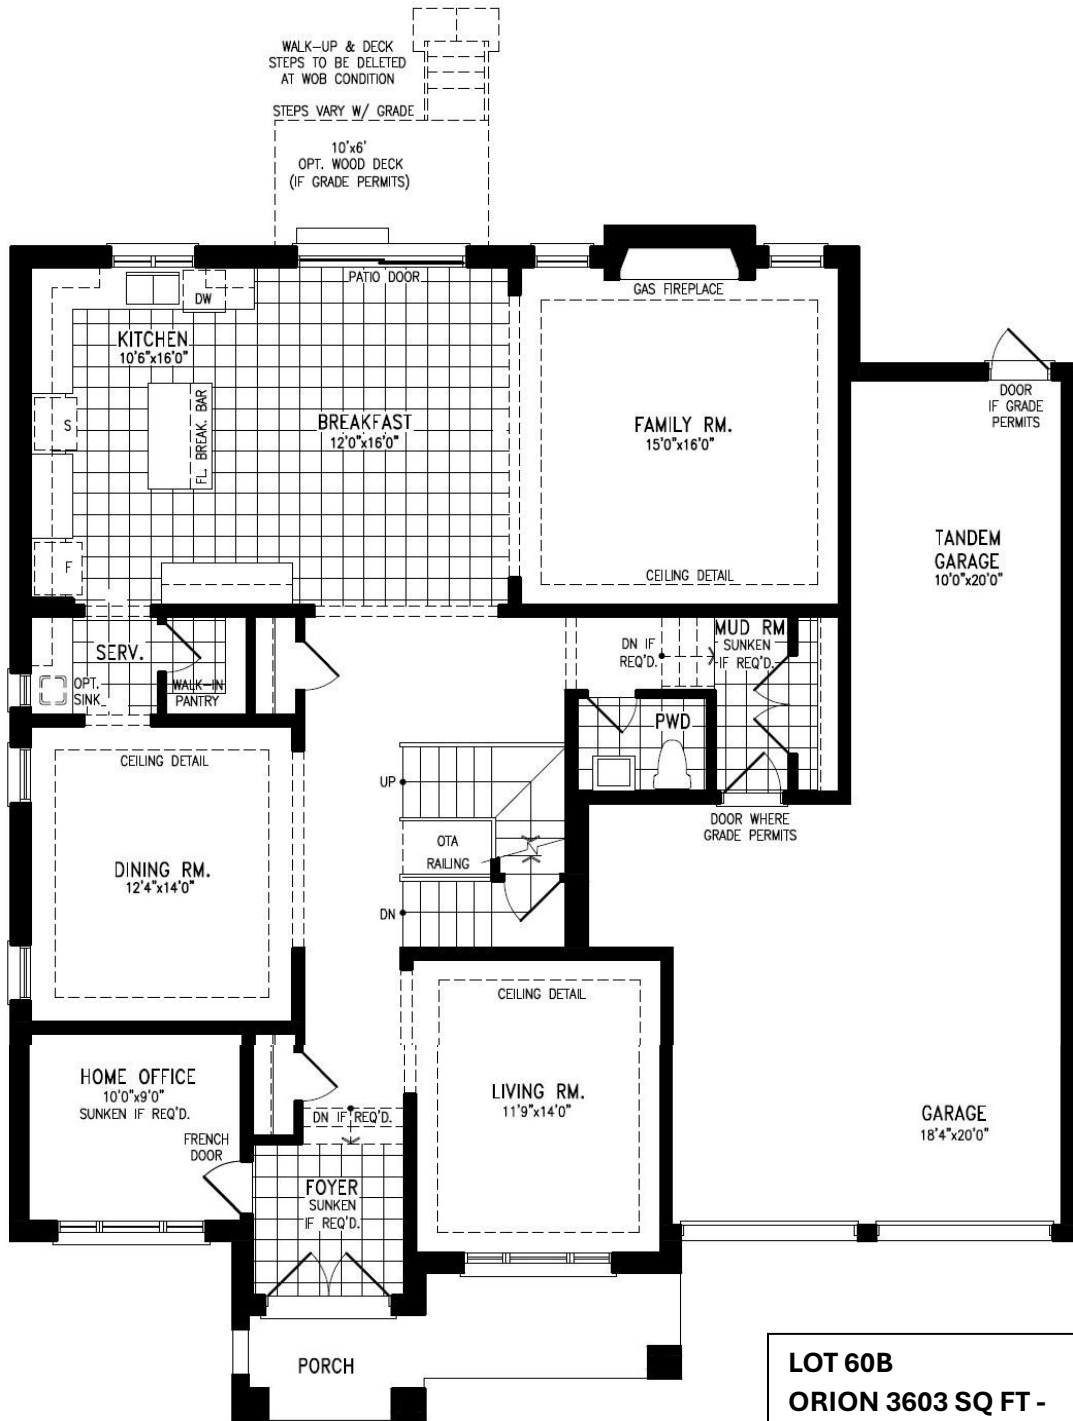 WALK-UP & DECK
STEPS TO BE DELETED
AT WOB CONDITION
STEPS VARY W/ GRADE
10'x6'
OPT. WOOD DECK
(IF GRADE PERMITS)
PATIO DOOR
GAS FIREPLACE
DW
KITCHEN
10'6"x16'0"
S
FL. BREAK. BAR
BREAKFAST
12'0"x16'0"
FAMILY RM.
15'0"x16'0"
DOOR
IF GRADE
PERMITS
F
CEILING DETAIL
TANDEM
GARAGE
10'0"x20'0"
SERV.
OPT.
SINK
WALK-IN
PANTRY
DN IF
REQ'D.
MUD RM.
SUNKEN
IF REQ'D.
PWD
CEILING DETAIL
UP
OTA
RAILING
DN
DOOR WHERE
GRADE PERMITS
DINING RM.
12'4"x14'0"
CEILING DETAIL
HOME OFFICE
10'0"x9'0"
SUNKEN IF REQ'D.
FRENCH
DOOR
DN IF REQ'D.
LIVING RM.
11'9"x14'0"
GARAGE
18'4"x20'0"
FOYER
SUNKEN
IF REQ'D.
PORCH
LOT 60B
ORION 3603 SQ FT -